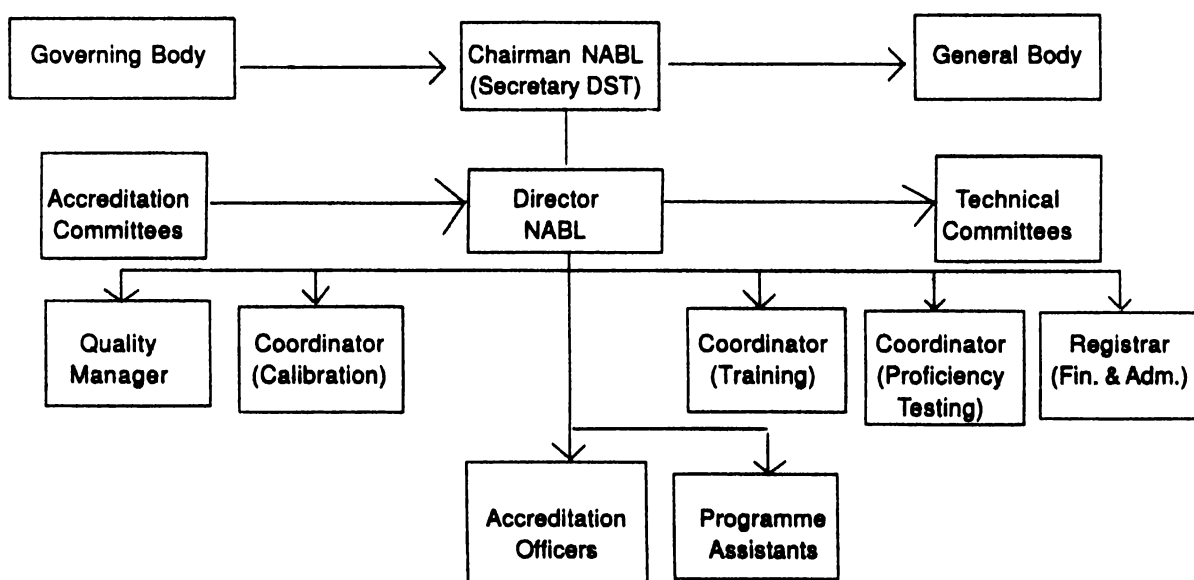 Governing Body
Chairman NABL
(Secretary DST)
General Body
Accreditation
Committees
Director
NABL
Technical
Committees
Quality
Manager
Coordinator
(Calibration)
Coordinator
(Training)
Coordinator
(Proficiency
Testing)
Registrar
(Fin. & Adm.)
Accreditation
Officers
Programme
Assistants